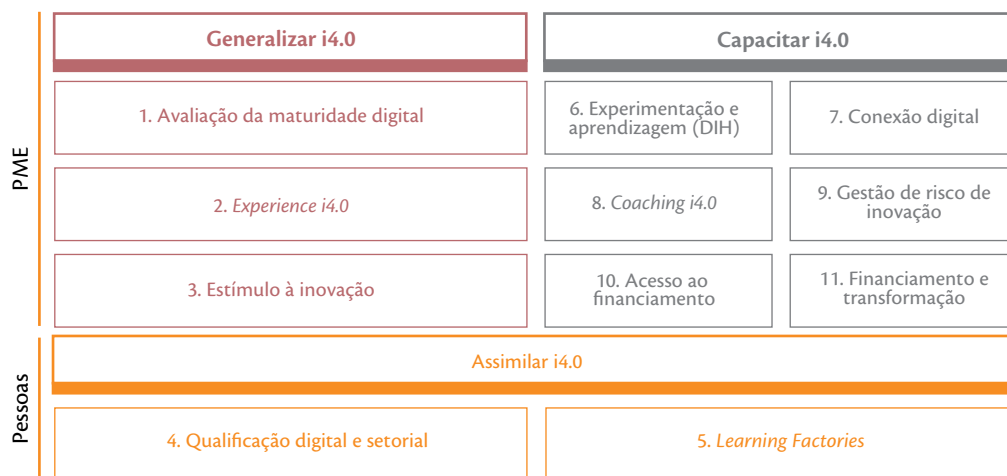 PME
Generalizar i4.0
1. Avaliação da maturidade digital
2. Experience i4.0
3. Estímulo à inovação
Capacitar i4.0
6. Experimentação e
aprendizagem (DIH)
7. Conexão digital
8. Coaching i4.0
9. Gestão de risco de
inovação
10. Acesso ao
financiamento
11. Financiamento e
transformação
Pessoas
Assimilar i4.0
4. Qualificação digital e setorial
5. Learning Factories